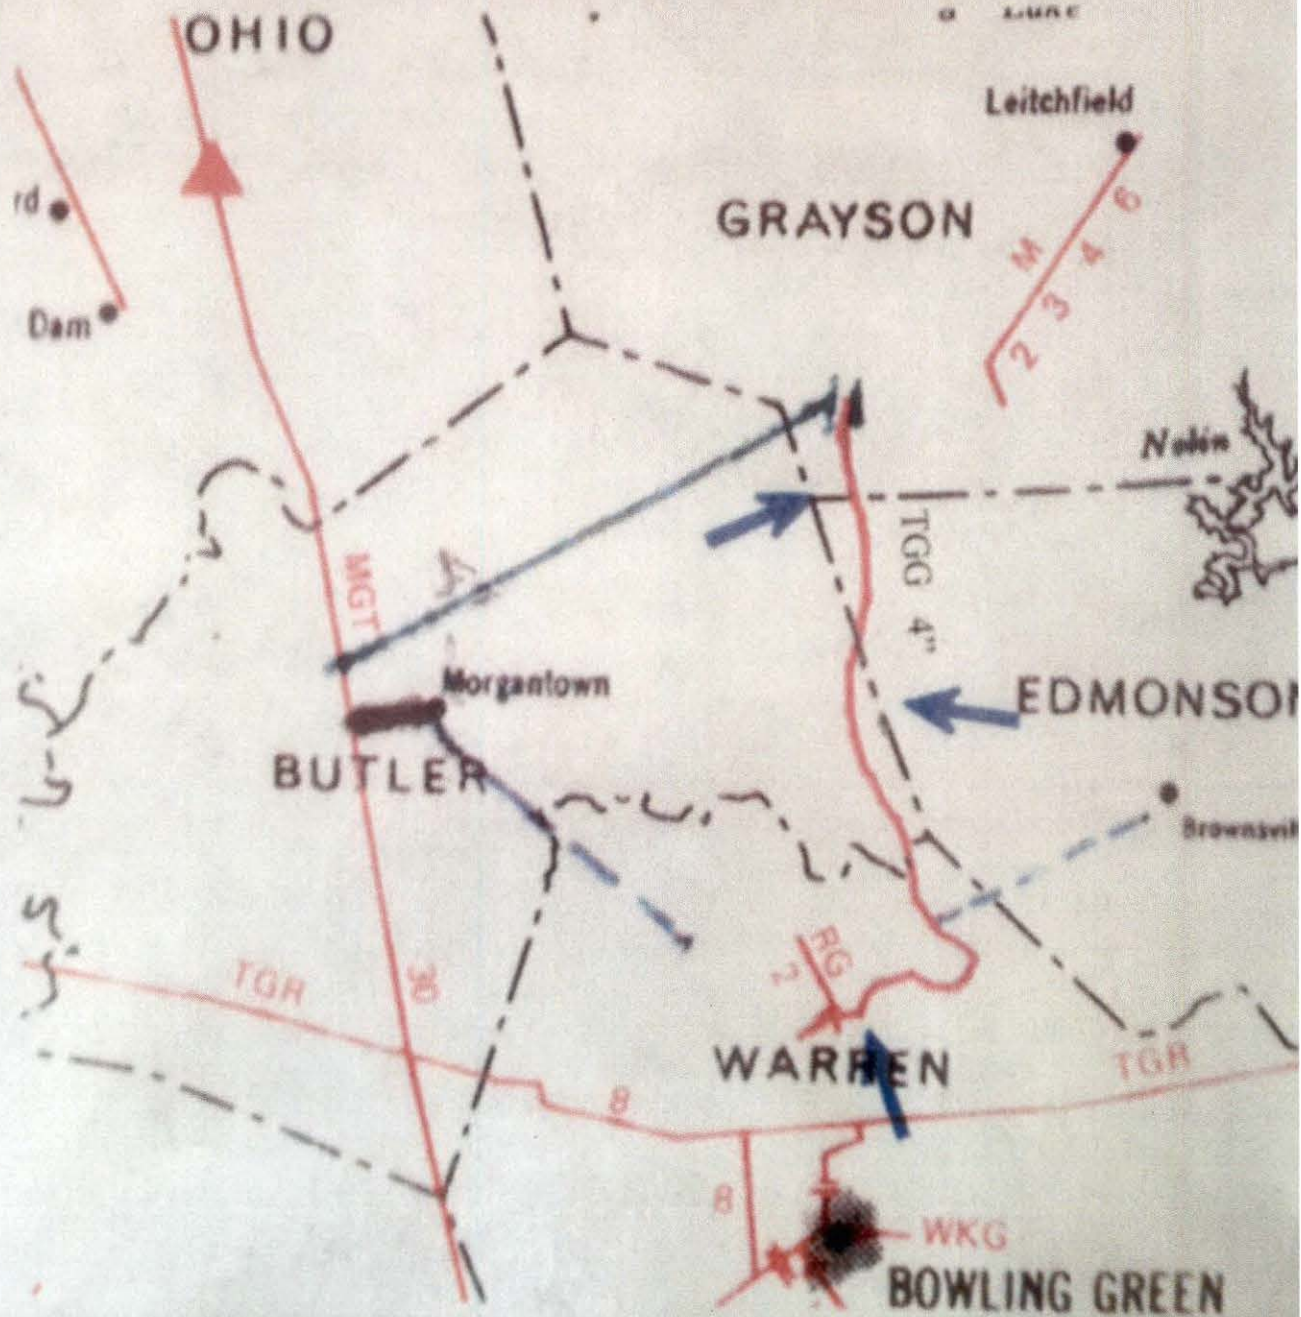 OHIO
Leitchfield
rd
GRAYSON
6
M
4
Dam
3
2
Nolin
TGG 4"
MGT
Morgantown
EDMONSON
BUTLER
Brownsvil
RG
2
TGR
30
WARREN
TGR
8
8
WKG
BOWLING GREEN